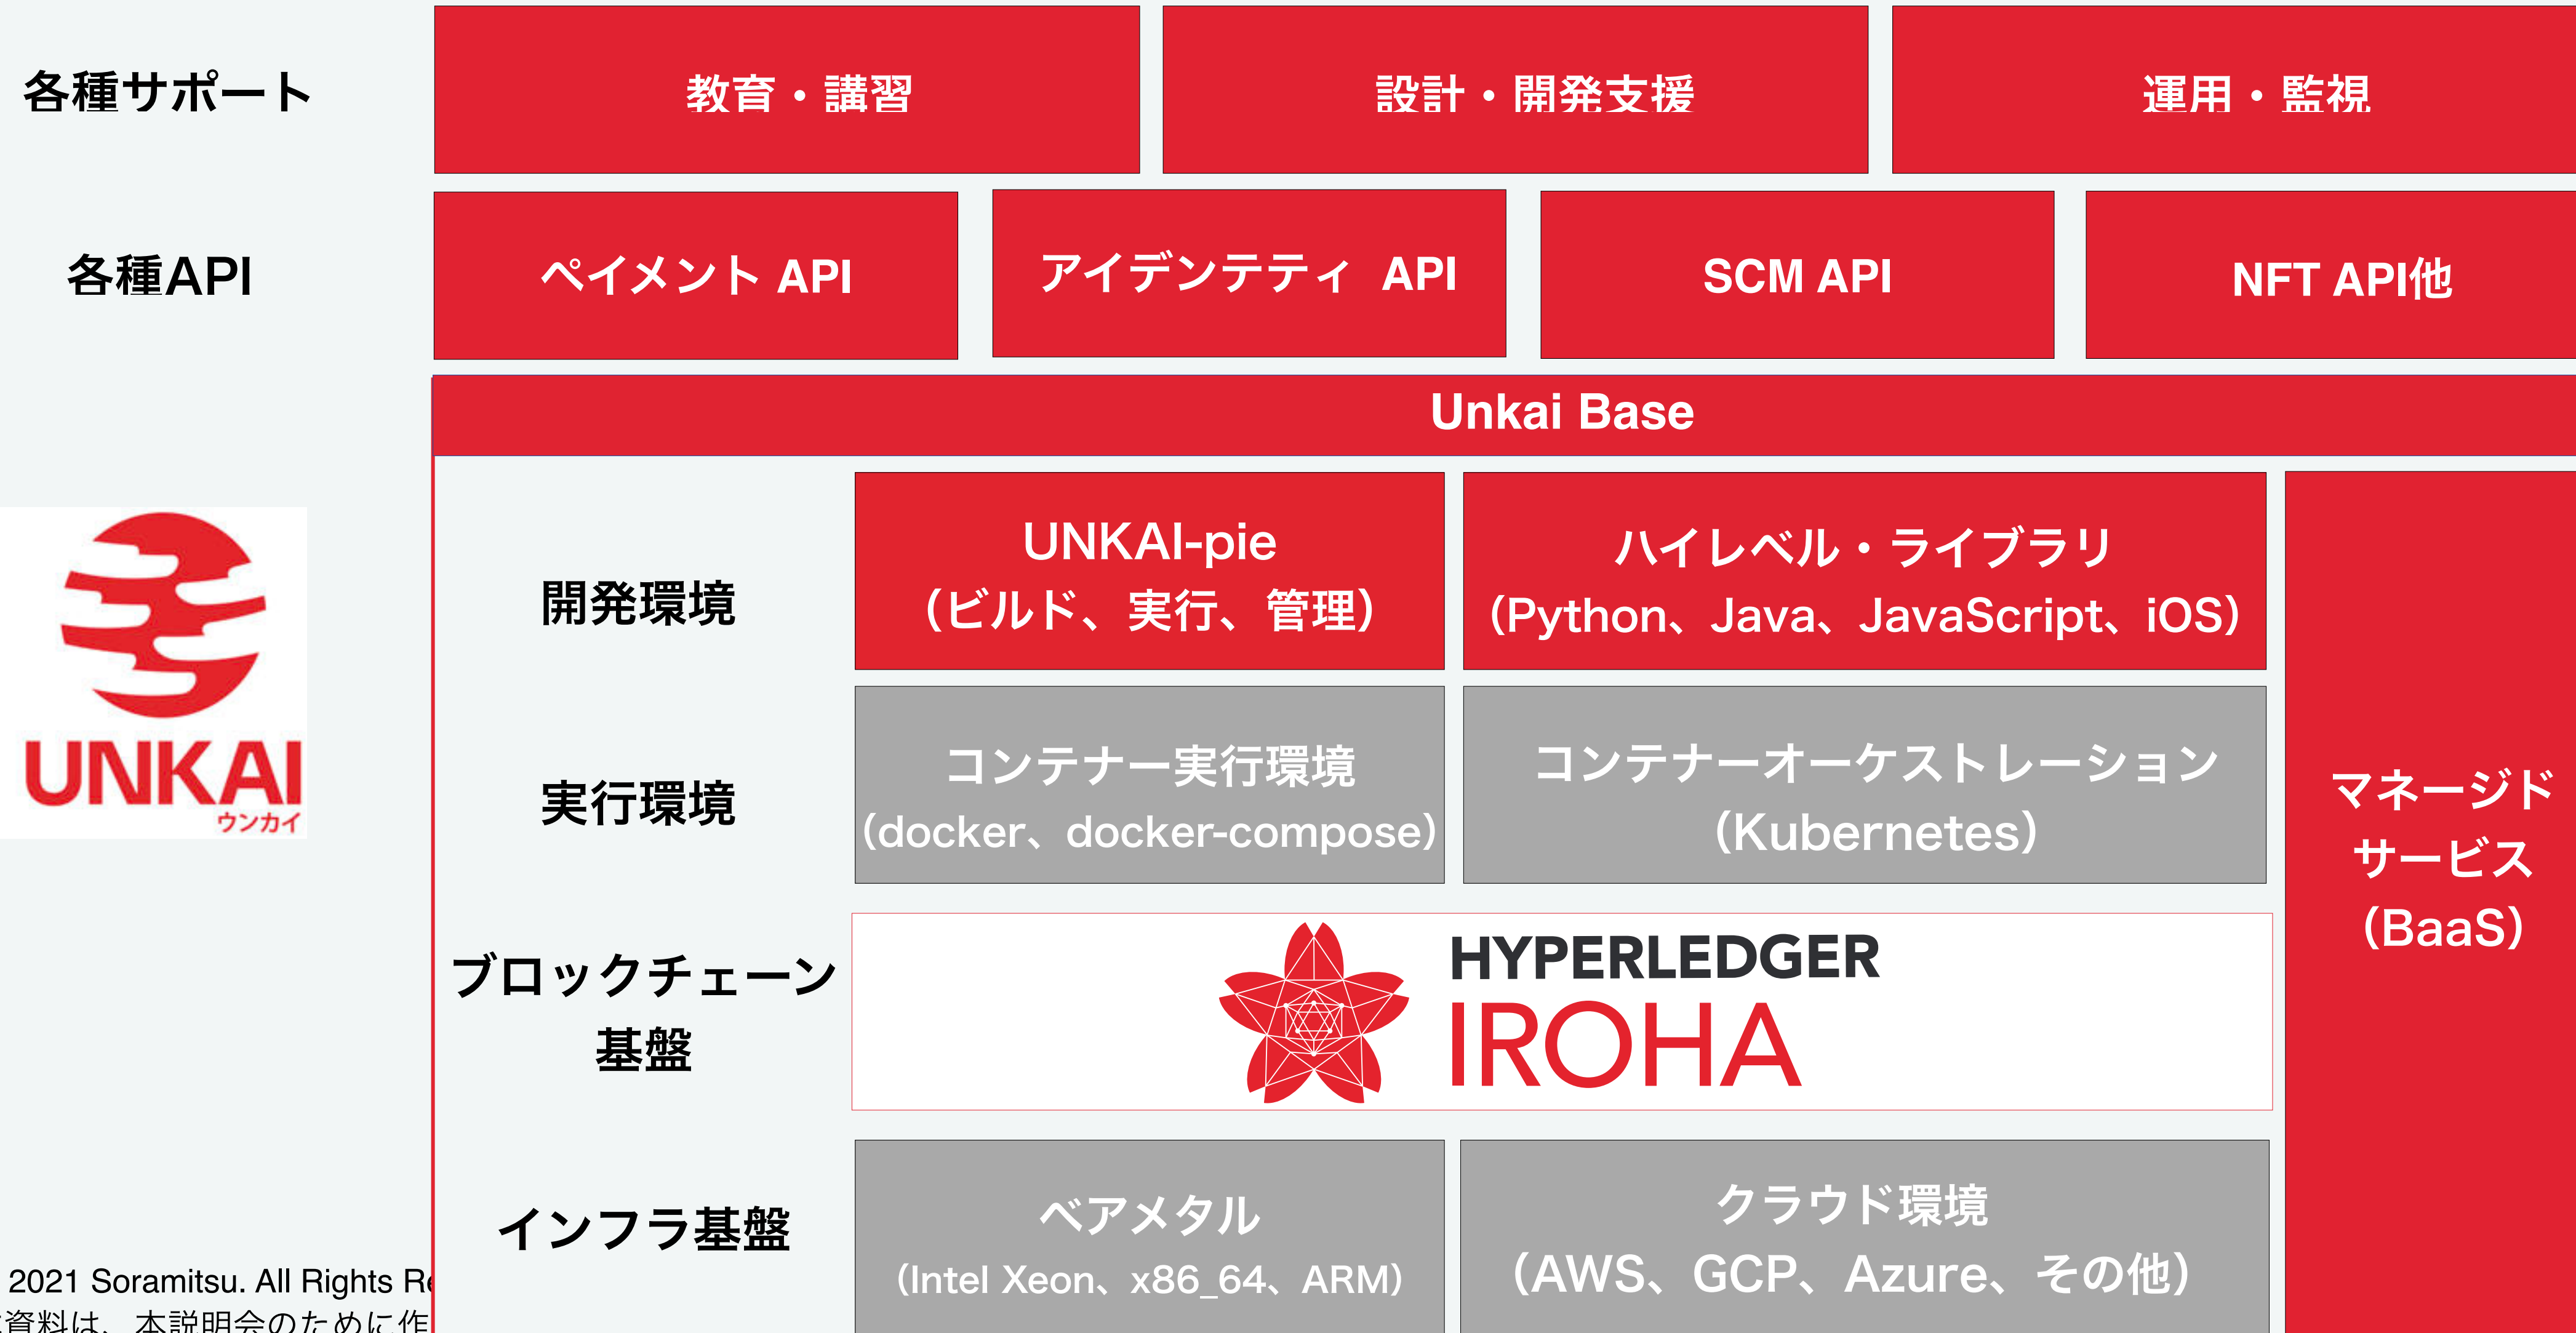 各種サポート
教育・講習
設計・開発支援
運用・監視
各種API
ペイメント API
アイデンテティ API
SCM API
NFT API他
Unkai Base
UNKAI
ウンカイ
開発環境
UNKAI-pie
（ビルド、実行、管理）
ハイレベル・ライブラリ
（Python、Java、JavaScript、iOS）
実行環境
コンテナー実行環境
（docker、docker-compose）
コンテナーオーケストレーション
（Kubernetes）
マネージド
サービス
（BaaS）
ブロックチェーン
基盤
HYPERLEDGER
IROHA
インフラ基盤
ベアメタル
（Intel Xeon、x86_64、ARM）
クラウド環境
（AWS、GCP、Azure、その他）
2021 Soramitsu. All Rights
資料は、本説明会のために作